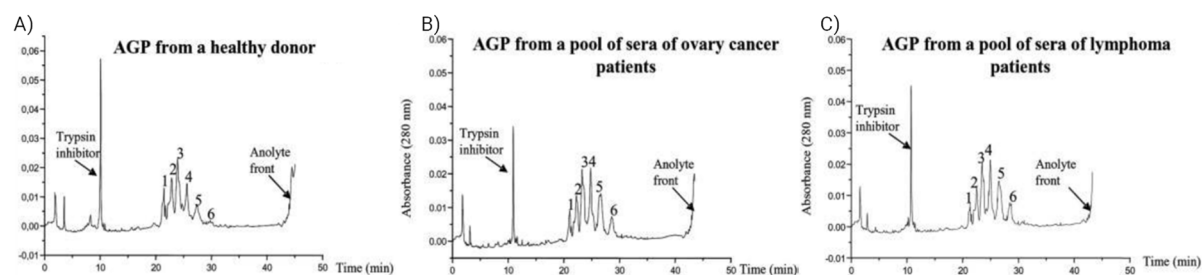 A)
AGP from a healthy donor
0,06
0,05
0,04
0,03
0,02
0,01
0,00
-0,01
Trypsin
inhibitor
1
2
3
4
5
6
Anolyte
front
0
10
20
30
40
50
Time (min)
B)
AGP from a pool of sera of ovary cancer
patients
Absorbance (280 nm)
0.06
0.05
0.04
0.03
0.02
0.01
0.00
Trypsin
inhibitor
1
2
34
5
6
Anolyte
front
0
10
20
30
40
50
Time (min)
C)
AGP from a pool of sera of lymphoma
patients
Absorbance (280 nm)
0.06
0.05
0.04
0.03
0.02
0.01
0.00
-0.01
Trypsin
inhibitor
1
2
3
4
5
6
Anolyte
front
0
10
20
30
40
50
Time (min)